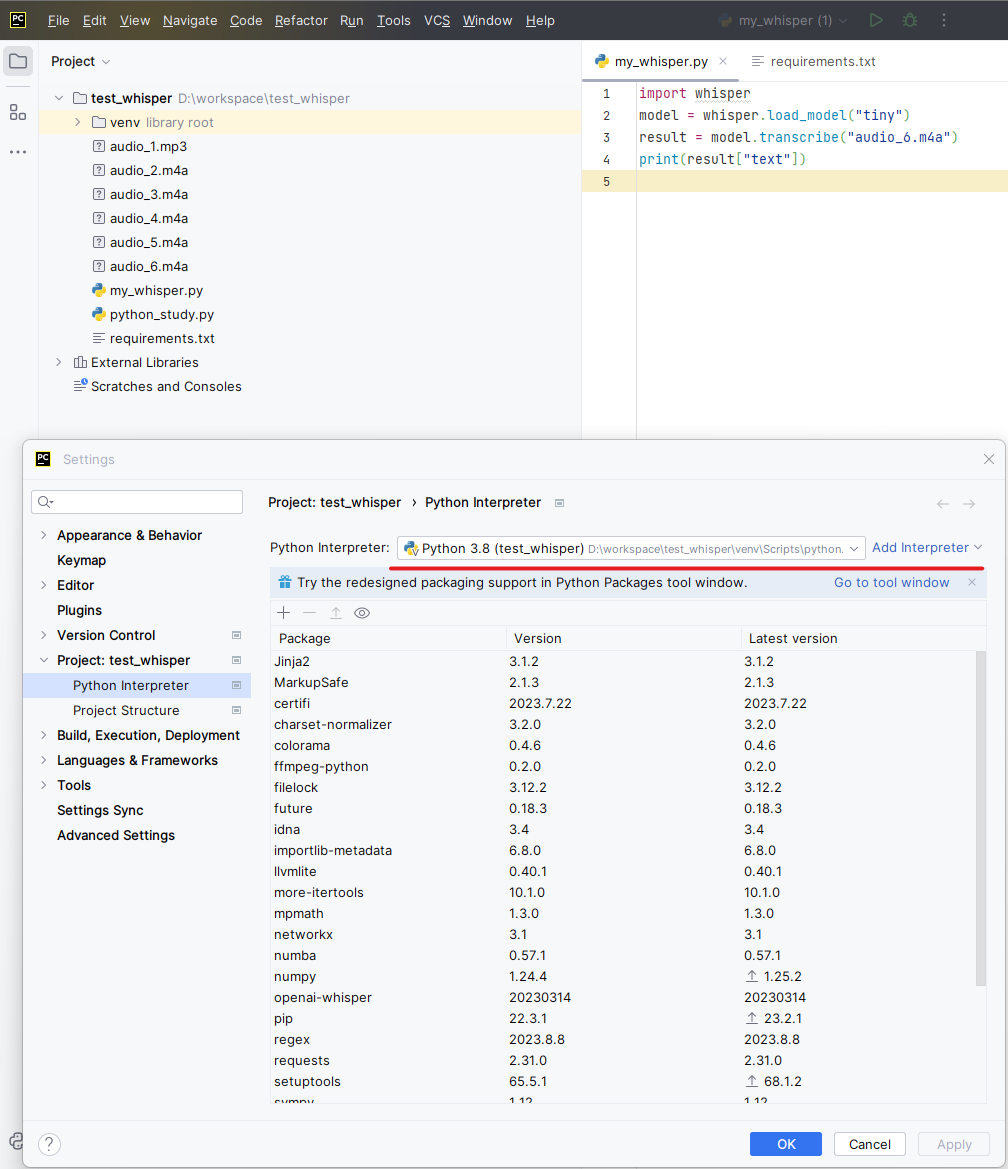 PC File Edit View Navigate Code Refactor Run Tools VCS Window Help my_whisper (1)
Project
my_whisper.py requirements.txt
test_whisper D:\workspace\test_whisper
venv library root
audio_1.mp3
audio_2.m4a
audio_3.m4a
audio_4.m4a
audio_5.m4a
audio_6.m4a
my_whisper.py
python_study.py
requirements.txt
External Libraries
Scratches and Consoles
1 import whisper
2 model = whisper.load_model("tiny")
3 result = model.transcribe("audio_6.m4a")
4 print(result["text"])
5
PC Settings
Appearance & Behavior
Keymap
Editor
Plugins
Version Control
Project: test_whisper
Python Interpreter
Project Structure
Build, Execution, Deployment
Languages & Frameworks
Tools
Settings Sync
Advanced Settings
Project: test_whisper › Python Interpreter
Python Interpreter: Python 3.8 (test_whisper) D:\workspace\test_whisper\venv\Scripts\python. Add Interpreter
Try the redesigned packaging support in Python Packages tool window. Go to tool window
Package Version Latest version
Jinja2 3.1.2 3.1.2
MarkupSafe 2.1.3 2.1.3
certifi 2023.7.22 2023.7.22
charset-normalizer 3.2.0 3.2.0
colorama 0.4.6 0.4.6
ffmpeg-python 0.2.0 0.2.0
filelock 3.12.2 3.12.2
future 0.18.3 0.18.3
idna 3.4 3.4
importlib-metadata 6.8.0 6.8.0
llvmlite 0.40.1 0.40.1
more-itertools 10.1.0 10.1.0
mpmath 1.3.0 1.3.0
networkx 3.1 3.1
numba 0.57.1 0.57.1
numpy 1.24.4 1.25.2
openai-whisper 20230314 20230314
pip 22.3.1 23.2.1
regex 2023.8.8 2023.8.8
requests 2.31.0 2.31.0
setuptools 65.5.1 68.1.2
sympy 1.12 1.12
? OK Cancel Apply